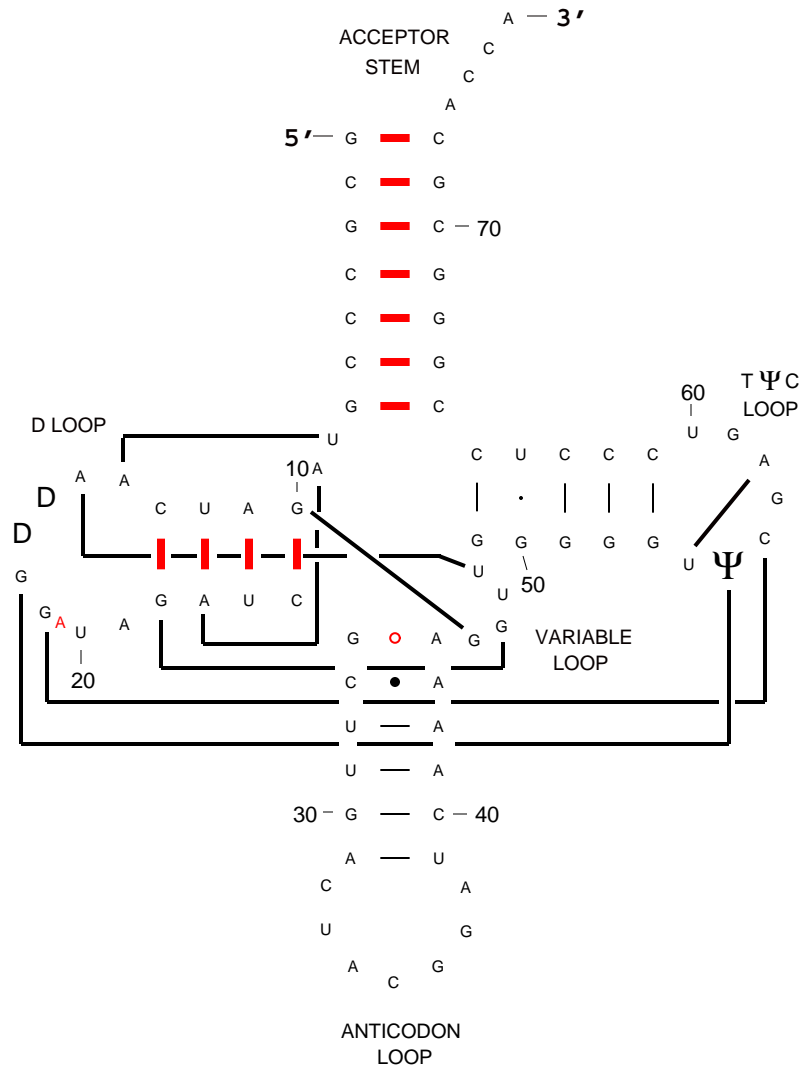 A 3'
ACCEPTOR
STEM
C
C
A
5' G C
C G
G C 70
C G
C G
C G
G C
T Ψ C
LOOP
60
D LOOP
U
U G
A
A A
10 A
C U C C C
D
C U A G
G
D
G G G G G
C
U Ψ
G
U
50
G A U A
G A U C
U
G
20
G A G
VARIABLE
LOOP
C A
U A
U A
30 G C 40
A U
C A
U G
A G
C
ANTICODON
LOOP